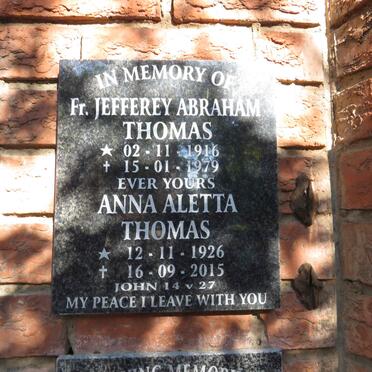 IN MEMORY OF
Fr. JEFFEREY ABRAHAM
THOMAS
★ 02 - 11 - 1916
✝ 15 - 01 - 1979
EVER YOURS
ANNA ALETTA
THOMAS
★ 12 - 11 - 1926
✝ 16 - 09 - 2015
JOHN 14 v 27
MY PEACE I LEAVE WITH YOU
MEMORY